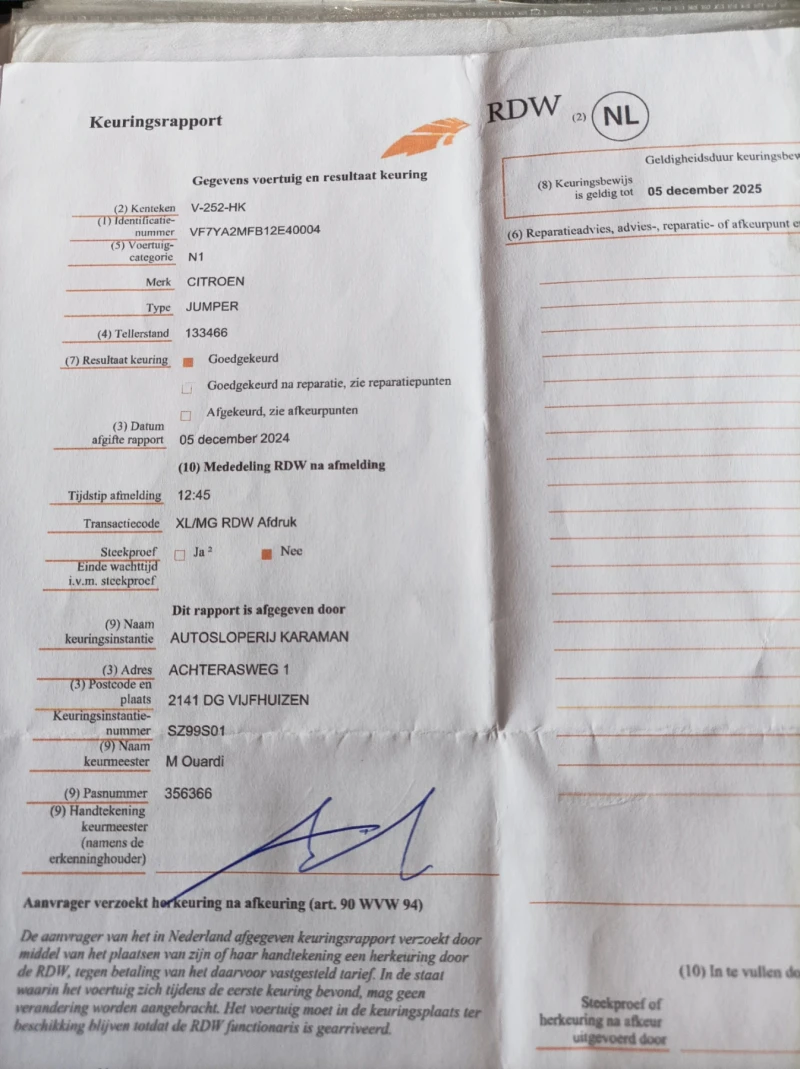 Keuringsrapport
RDW (2) NL
Gegevens voertuig en resultaat keuring
(2) Kenteken V-252-HK
(1) Identificatie-
nummer VF7YA2MFB12E40004
(5) Voertuig-
categorie N1
Merk CITROEN
Type JUMPER
(4) Tellerstand 133466
(7) Resultaat keuring Goedgekeurd
Goedgekeurd na reparatie, zie reparatiepunten
Afgekeurd, zie afkeurpunten
(3) Datum
afgifte rapport 05 december 2024
(10) Mededeling RDW na afmelding
Tijdstip afmelding 12:45
Transactiecode XL/MG RDW Afdruk
Steekproef Ja ² Nee
Einde wachttijd
i.v.m. steekproef
Dit rapport is afgegeven door
(9) Naam
keuringsinstantie AUTOSLOPERIJ KARAMAN
(3) Adres ACHTERASWEG 1
(3) Postcode en
plaats 2141 DG VIJFHUIZEN
Keuringsinstantie-
nummer SZ99S01
(9) Naam
keurmeester M Ouardi
(9) Pasnummer 356366
(9) Handtekening
keurmeester
(namens de
erkenninghouder)
Aanvrager verzoekt herkeuring na afkeuring (art. 90 WVW 94)
De aanvrager van het in Nederland afgegeven keuringsrapport verzoekt door
middel van het plaatsen van zijn of haar handtekening een herkeuring door
de RDW, tegen betaling van het daarvoor vastgesteld tarief. In de staat
waarin het voertuig zich tijdens de eerste keuring bevond, mag geen
verandering worden aangebracht. Het voertuig moet in de keuringsplaats ter
beschikking blijven totdat de RDW functionaris is gearriveerd.
Geldigheidsduur keuringsbew
(8) Keuringsbewijs
is geldig tot 05 december 2025
(6) Reparatieadvies, advies-, reparatie- of afkeurpunt e
(10) In te vullen do
Steekproef of
herkeuring na afkeur
uitgevoerd door